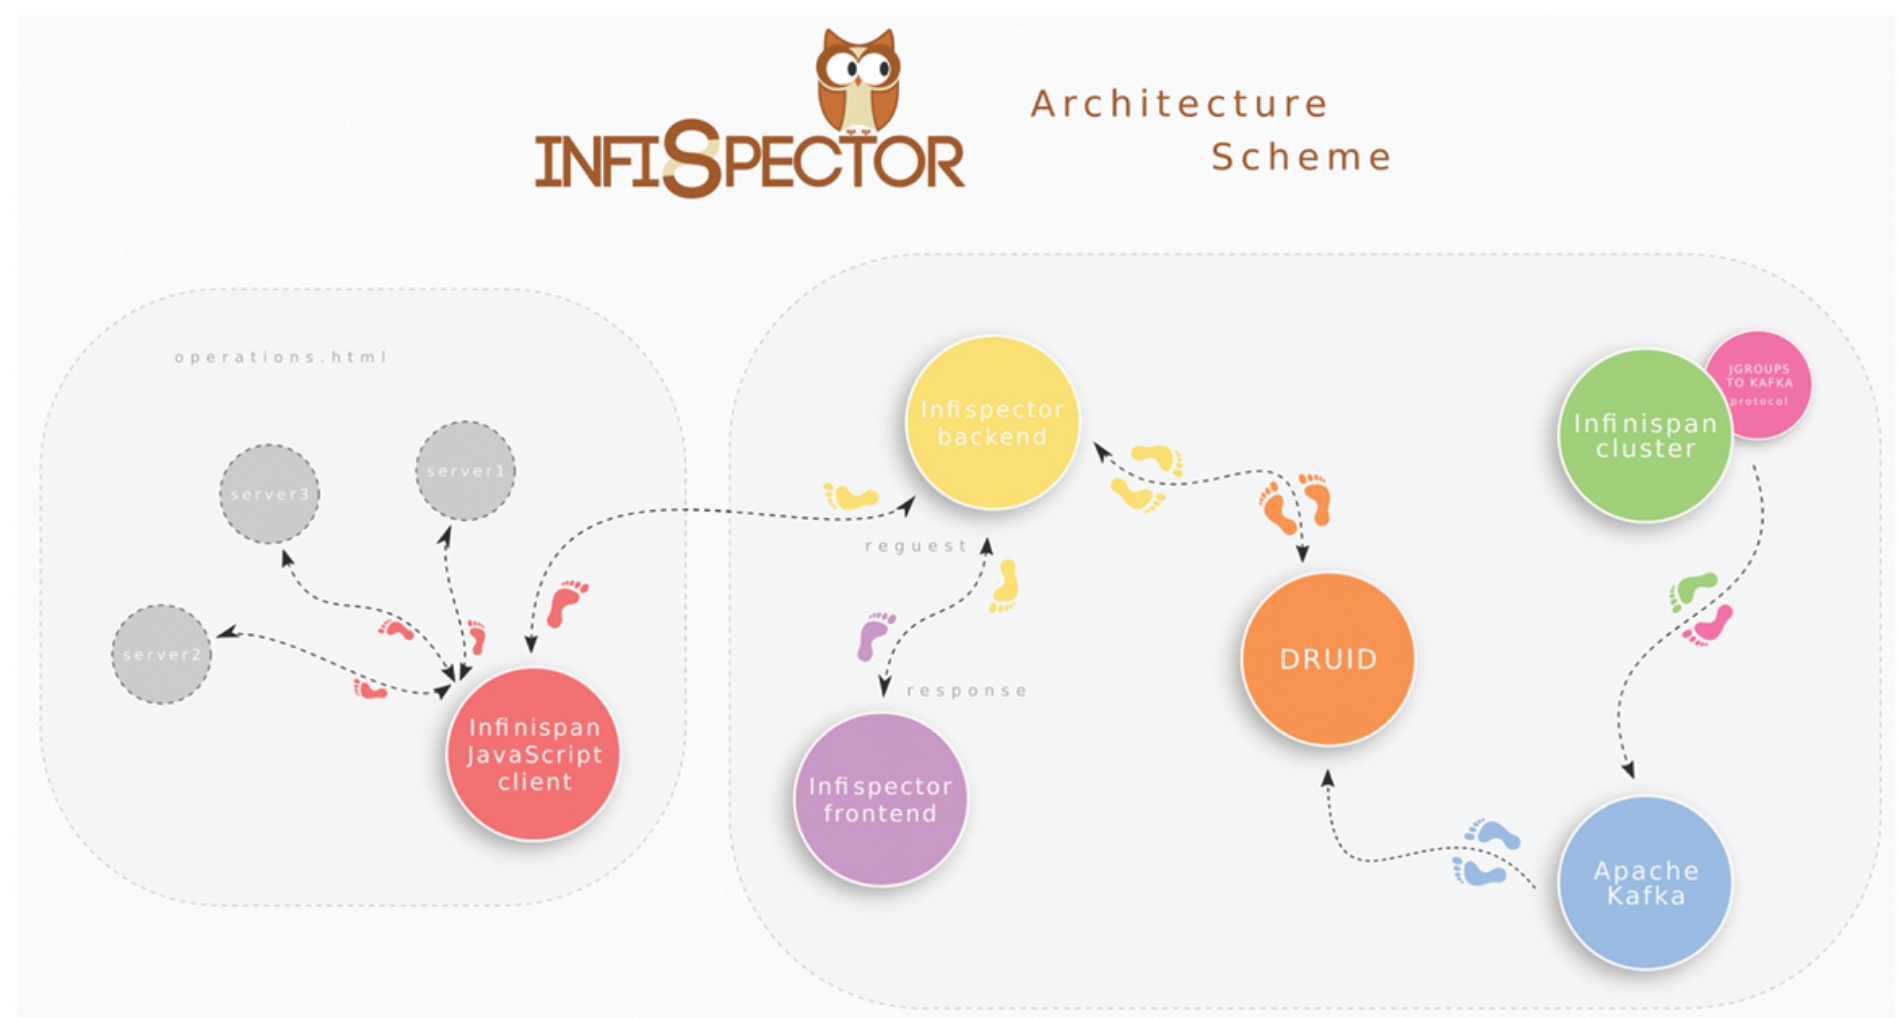 INFISPECTOR
Architecture
Scheme
operations.html
server1
server3
server2
Infinispan
JavaScript
client
Infispector
backend
reguest
response
Infispector
frontend
DRUID
Infinispan
cluster
JGROUPS
TO KAFKA
protocol
Apache
Kafka